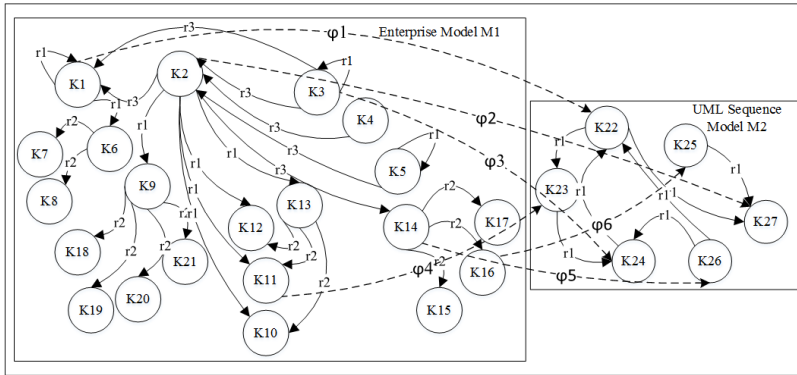 Enterprise Model M1
φ1
r3
r1
K1
K2
r3
r1
K3
r3
r1
r3
K4
φ2
UML Sequence
Model M2
K22
K25
r2
K7
K6
r2
K8
r1
K9
r1
r3
r1
r3
K5
r1
φ3
r1
K23
r1
r1
r1
r1
K27
K12
K13
r2
K17
K14
r2
r2
r1
K21
r2
K18
r2
r2
r2
K11
r2
φ4
φ6
K16
r2
φ5
r1
K24
r1
K26
K19
K20
r1
r2
K15
K10